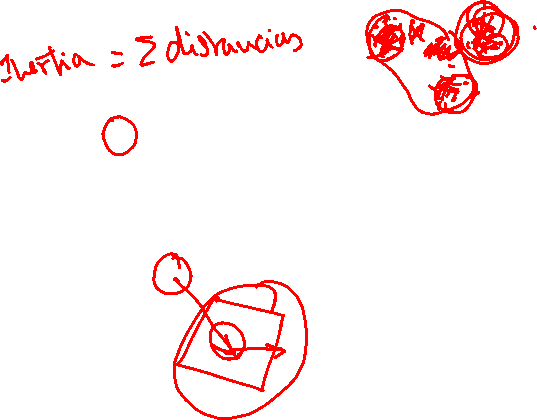 Inertia = Σ distancias